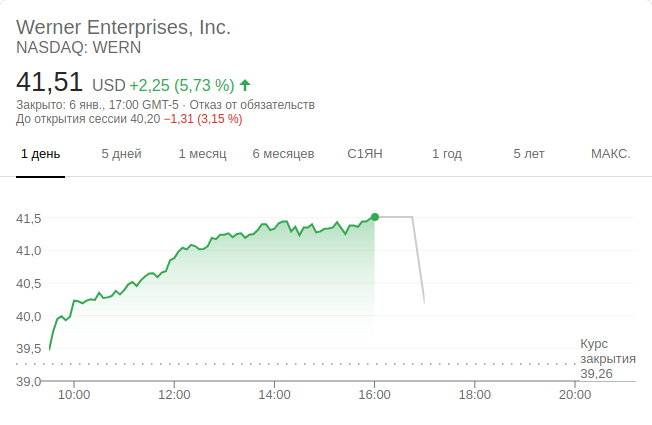 Werner Enterprises, Inc.
NASDAQ: WERN
41,51 USD +2,25 (5,73 %)
Закрыто: 6 янв., 17:00 GMT-5 · Отказ от обязательств
До открытия сессии 40,20 −1,31 (3,15 %)
1 день 5 дней 1 месяц 6 месяцев С1ЯН 1 год 5 лет МАКС.
41,5
41,0
40,5
40,0
39,5
39,0
Курс
закрытия
39,26
10:00 12:00 14:00 16:00 18:00 20:00